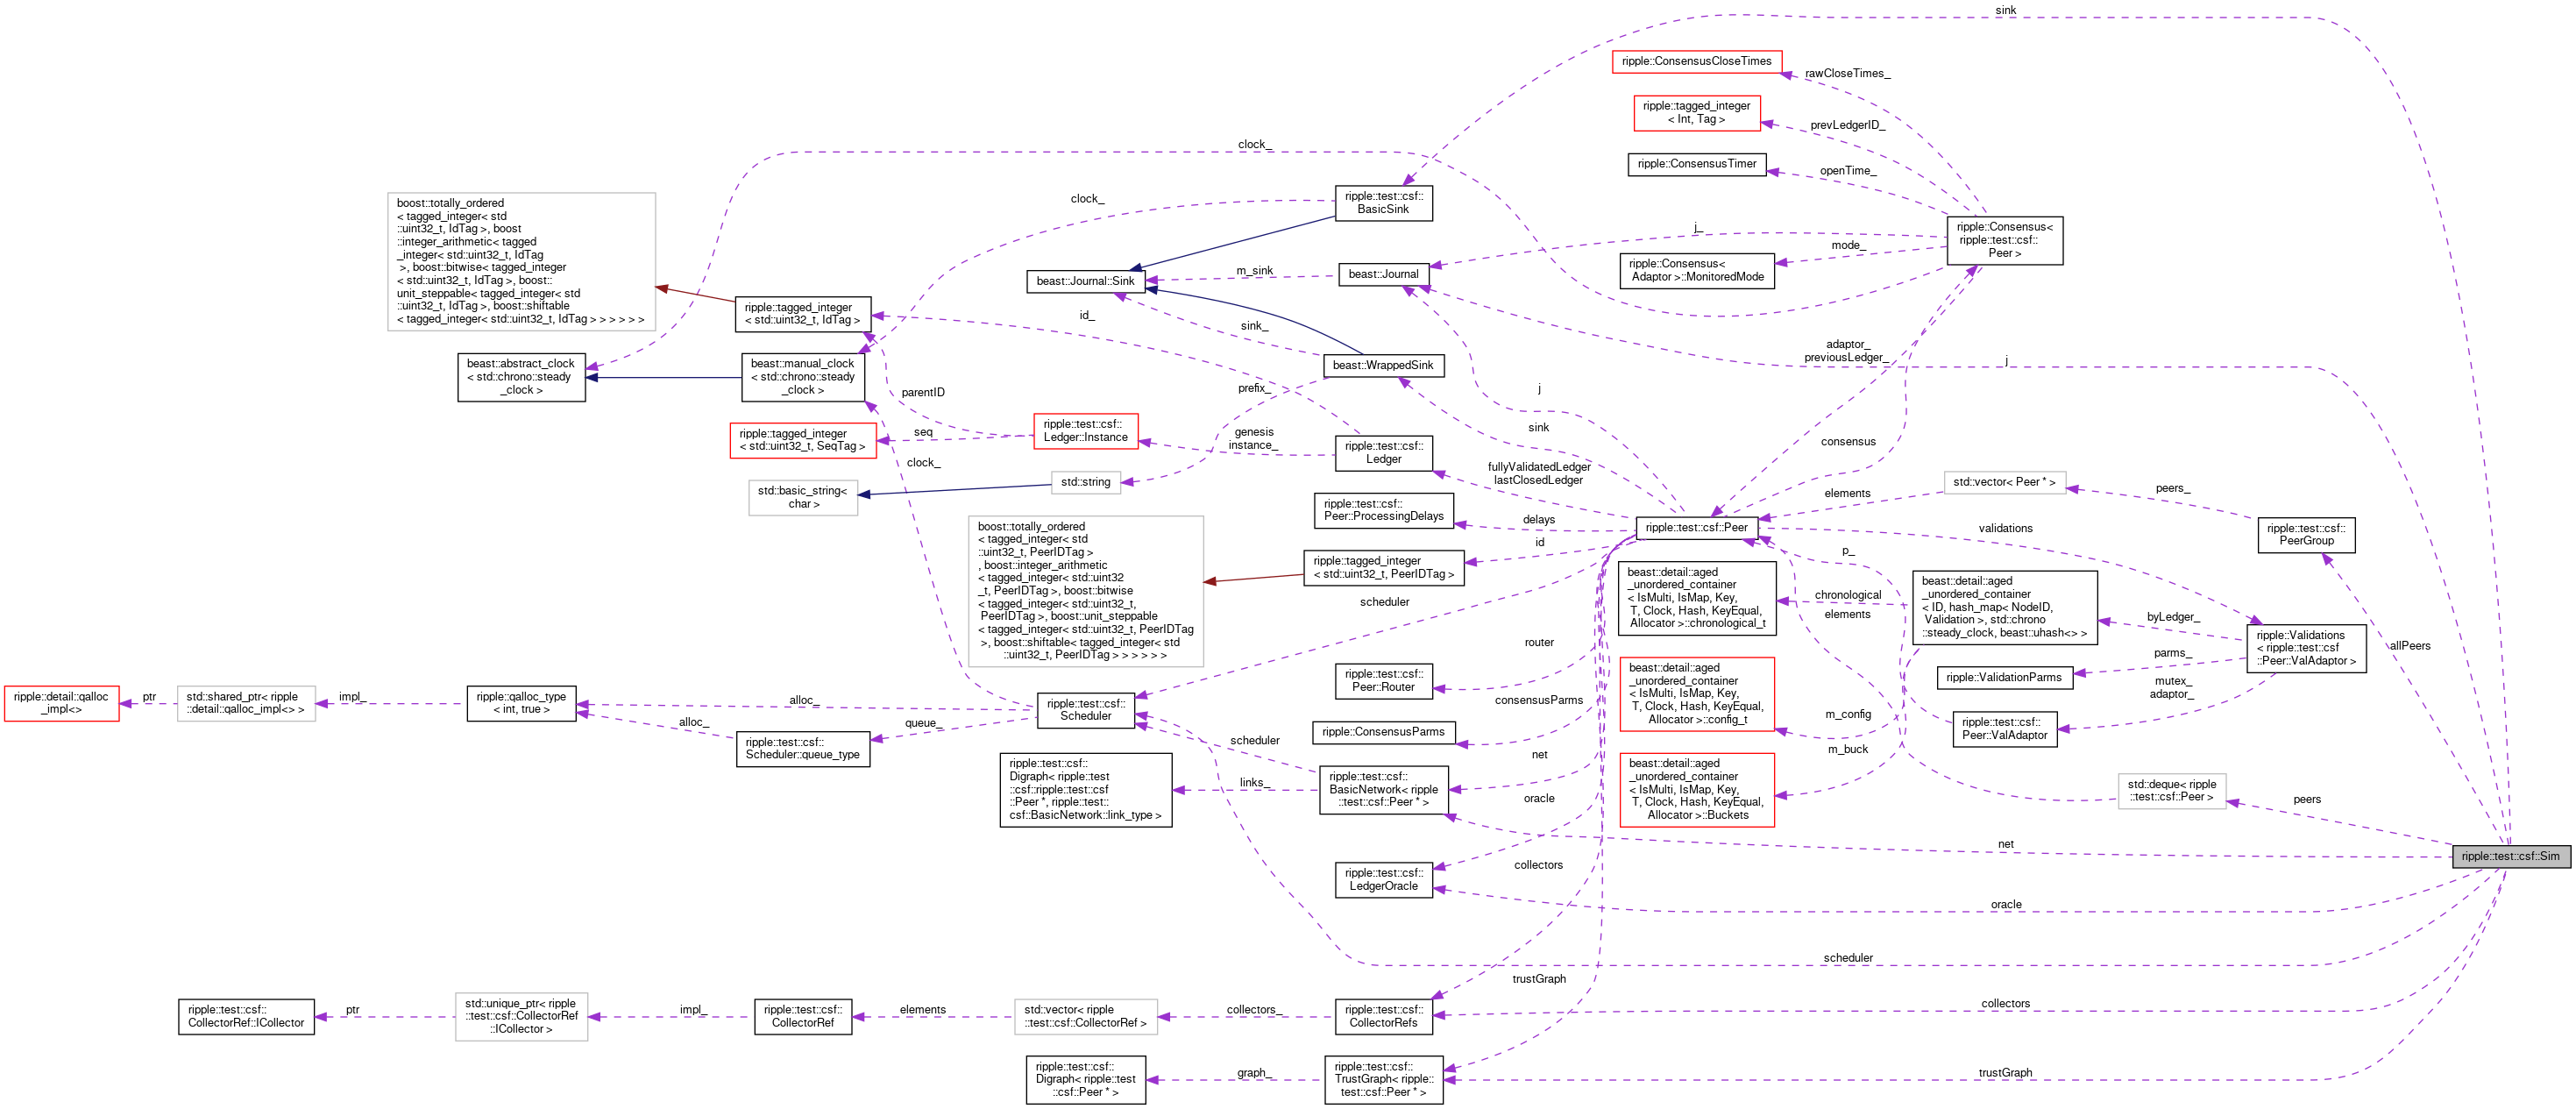 sink
ripple::ConsensusCloseTimes
rawCloseTimes_
ripple::tagged_integer
< Int, Tag >
prevLedgerID_
ripple::ConsensusTimer
openTime_
clock_
ripple::test::csf::
BasicSink
clock_
ripple::Consensus<
ripple::test::csf::
Peer >
j_
mode_
ripple::Consensus<
Adaptor >::MonitoredMode
beast::Journal
m_sink
beast::Journal::Sink
boost::totally_ordered
< tagged_integer< std
::uint32_t, IdTag >, boost
::integer_arithmetic< tagged
_integer< std::uint32_t, IdTag
>, boost::bitwise< tagged_integer
< std::uint32_t, IdTag >, boost::
unit_steppable< tagged_integer< std
::uint32_t, IdTag >, boost::shiftable
< tagged_integer< std::uint32_t, IdTag > > > > > >
ripple::tagged_integer
< std::uint32_t, IdTag >
id_
sink_
adaptor_
previousLedger_
j
beast::abstract_clock
< std::chrono::steady
_clock >
beast::manual_clock
< std::chrono::steady
_clock >
beast::WrappedSink
parentID
prefix_
j
ripple::tagged_integer
< std::uint32_t, SeqTag >
seq
ripple::test::csf::
Ledger::Instance
genesis
instance_
ripple::test::csf::
Ledger
sink
consensus
clock_
fullyValidatedLedger
lastClosedLedger
std::basic_string<
char >
std::string
std::vector< Peer * >
elements
peers_
ripple::test::csf::
Peer::ProcessingDelays
delays
ripple::test::csf::Peer
validations
ripple::test::csf::
PeerGroup
boost::totally_ordered
< tagged_integer< std
::uint32_t, PeerIDTag >
, boost::integer_arithmetic
< tagged_integer< std::uint32
_t, PeerIDTag >, boost::bitwise
< tagged_integer< std::uint32_t,
PeerIDTag >, boost::unit_steppable
< tagged_integer< std::uint32_t, PeerIDTag
>, boost::shiftable< tagged_integer< std
::uint32_t, PeerIDTag > > > > > >
ripple::tagged_integer
< std::uint32_t, PeerIDTag >
id
p_
beast::detail::aged
_unordered_container
< IsMulti, IsMap, Key,
T, Clock, Hash, KeyEqual,
Allocator >::chronological_t
chronological
elements
beast::detail::aged
_unordered_container
< ID, hash_map< NodeID,
Validation >, std::chrono
::steady_clock, beast::uhash<> >
byLedger_
ripple::Validations
< ripple::test::csf
::Peer::ValAdaptor >
allPeers
scheduler
router
ripple::test::csf::
Peer::Router
beast::detail::aged
_unordered_container
< IsMulti, IsMap, Key,
T, Clock, Hash, KeyEqual,
Allocator >::config_t
m_config
ripple::ValidationParms
parms_
mutex_
adaptor_
ripple::test::csf::
Peer::ValAdaptor
ripple::detail::qalloc
_impl<>
ptr
std::shared_ptr< ripple
::detail::qalloc_impl<> >
impl_
ripple::qalloc_type
< int, true >
alloc_
alloc_
queue_
ripple::test::csf::
Scheduler
ripple::test::csf::
Scheduler::queue_type
consensusParms
ripple::ConsensusParms
scheduler
net
m_buck
ripple::test::csf::
Digraph< ripple::test
::csf::ripple::test::csf
::Peer *, ripple::test::
csf::BasicNetwork::link_type >
links_
ripple::test::csf::
BasicNetwork< ripple
::test::csf::Peer * >
beast::detail::aged
_unordered_container
< IsMulti, IsMap, Key,
T, Clock, Hash, KeyEqual,
Allocator >::Buckets
std::deque< ripple
::test::csf::Peer >
peers
oracle
net
ripple::test::csf::Sim
collectors
ripple::test::csf::
LedgerOracle
oracle
scheduler
trustGraph
ripple::test::csf::
CollectorRef::ICollector
ptr
std::unique_ptr< ripple
::test::csf::CollectorRef
::ICollector >
impl_
ripple::test::csf::
CollectorRef
elements
std::vector< ripple
::test::csf::CollectorRef >
collectors_
ripple::test::csf::
CollectorRefs
collectors
ripple::test::csf::
Digraph< ripple::test
::csf::Peer * >
graph_
ripple::test::csf::
TrustGraph< ripple::
test::csf::Peer * >
trustGraph